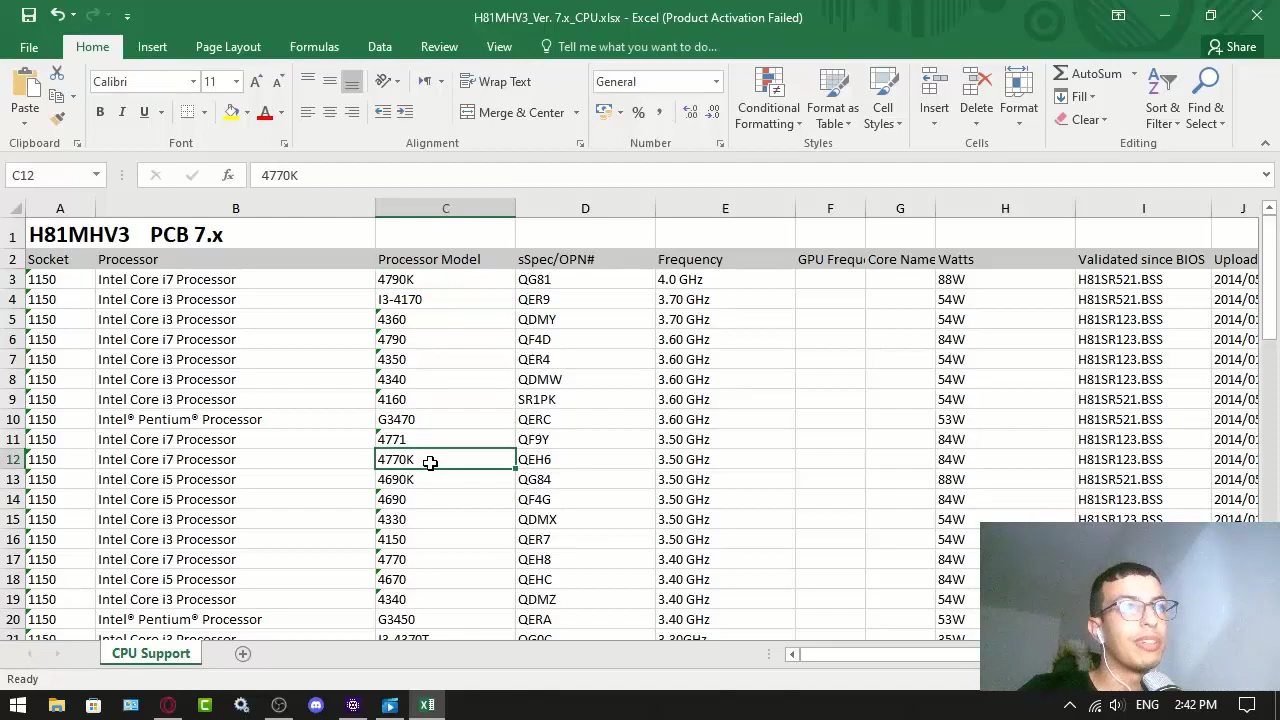 H81MHV3_Ver. 7.x_CPU.xlsx - Excel (Product Activation Failed)
File Home Insert Page Layout Formulas Data Review View Tell me what you want to do... Share
Paste Calibri 11 Wrap Text Merge & Center General Conditional Formatting Format as Table Cell Styles Insert Delete Format AutoSum Fill Clear Sort & Filter Find & Select
Clipboard Font Alignment Number Styles Cells Editing
C12 4770K
A B C D E F G H I J
1 H81MHV3 PCB 7.x
2 Socket Processor Processor Model sSpec/OPN# Frequency GPU Frequ Core Name Watts Validated since BIOS Upload
3 1150 Intel Core i7 Processor 4790K QG81 4.0 GHz 88W H81SR521.BSS 2014/05
4 1150 Intel Core i3 Processor I3-4170 QER9 3.70 GHz 54W H81SR521.BSS 2014/05
5 1150 Intel Core i3 Processor 4360 QDMY 3.70 GHz 54W H81SR123.BSS 2014/01
6 1150 Intel Core i7 Processor 4790 QF4D 3.60 GHz 84W H81SR123.BSS 2014/01
7 1150 Intel Core i3 Processor 4350 QER4 3.60 GHz 54W H81SR123.BSS 2014/01
8 1150 Intel Core i3 Processor 4340 QDMW 3.60 GHz 54W H81SR123.BSS 2014/01
9 1150 Intel Core i3 Processor 4160 SR1PK 3.60 GHz 54W H81SR521.BSS 2014/05
10 1150 Intel® Pentium® Processor G3470 QERC 3.60 GHz 53W H81SR521.BSS 2014/05
11 1150 Intel Core i7 Processor 4771 QF9Y 3.50 GHz 84W H81SR123.BSS 2014/01
12 1150 Intel Core i7 Processor 4770K QEH6 3.50 GHz 84W H81SR123.BSS 2014/01
13 1150 Intel Core i5 Processor 4690K QG84 3.50 GHz 88W H81SR521.BSS 2014/05
14 1150 Intel Core i5 Processor 4690 QF4G 3.50 GHz 84W H81SR123.BSS 2014/01
15 1150 Intel Core i3 Processor 4330 QDMX 3.50 GHz 54W H81SR123.BSS 2014/01
16 1150 Intel Core i3 Processor 4150 QER7 3.50 GHz 54W
17 1150 Intel Core i7 Processor 4770 QEH8 3.40 GHz 84W
18 1150 Intel Core i5 Processor 4670 QEHC 3.40 GHz 84W
19 1150 Intel Core i3 Processor 4340 QDMZ 3.40 GHz 54W
20 1150 Intel® Pentium® Processor G3450 QERA 3.40 GHz 53W
21 1150 Intel Core i3 Processor I3-4370T QG0C 3.30GHz 35W
CPU Support
Ready
ENG 2:42 PM